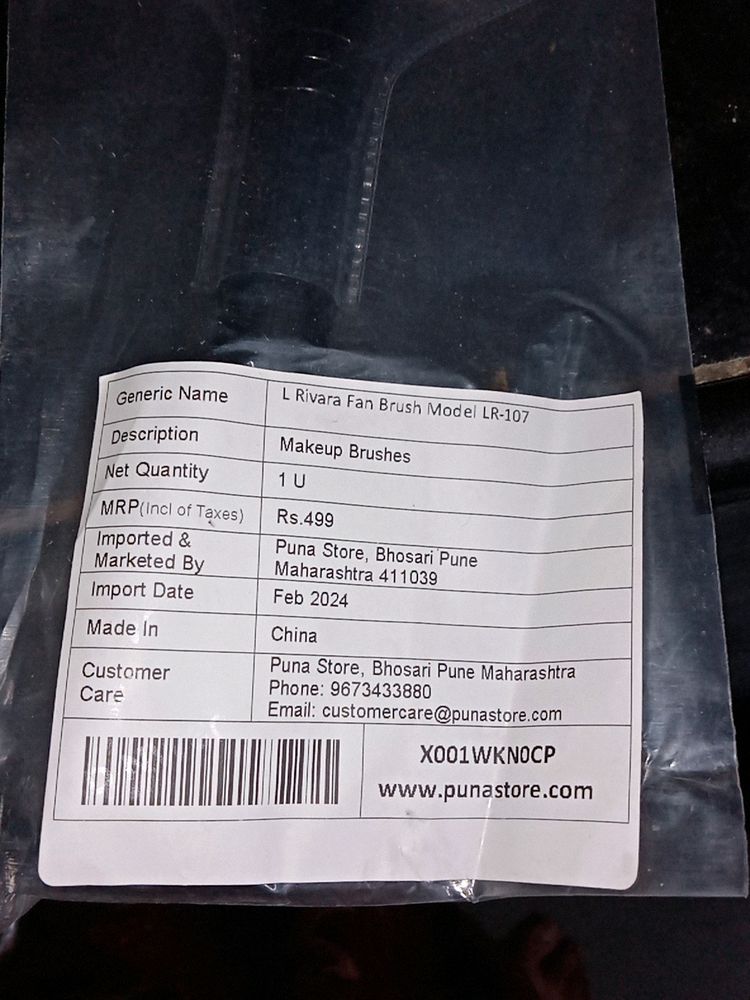 Generic Name
L Rivara Fan Brush Model LR-107
Description
Makeup Brushes
Net Quantity
1 U
MRP(Incl of Taxes)
Rs.499
Imported &
Marketed By
Puna Store, Bhosari Pune
Maharashtra 411039
Import Date
Feb 2024
Made In
China
Customer
Care
Puna Store, Bhosari Pune Maharashtra
Phone: 9673433880
Email: customercare@punastore.com
X001WKN0CP
www.punastore.com